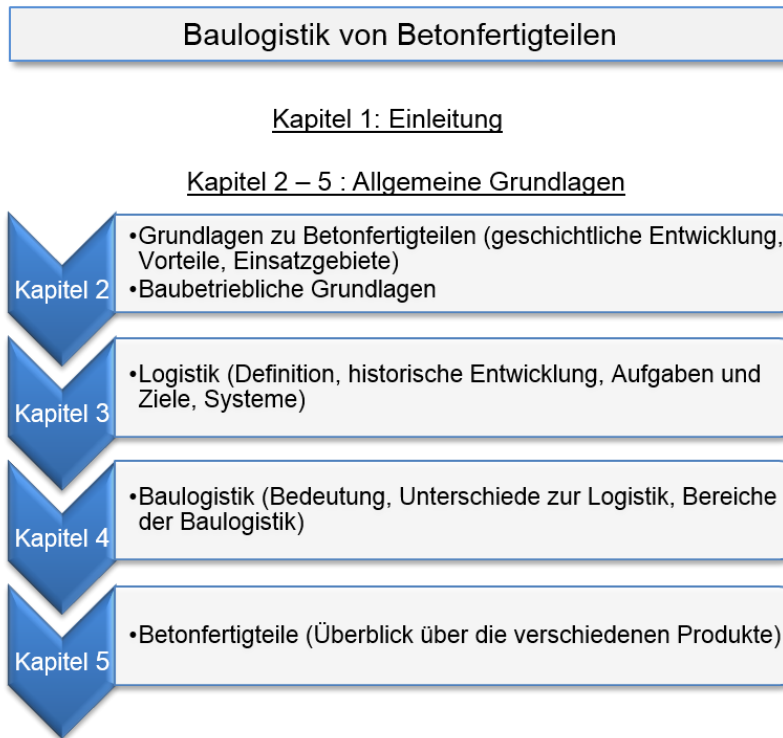 Baulogistik von Betonfertigteilen
Kapitel 1: Einleitung
Kapitel 2 – 5 : Allgemeine Grundlagen
Kapitel 2
•Grundlagen zu Betonfertigteilen (geschichtliche Entwicklung,
Vorteile, Einsatzgebiete)
•Baubetriebliche Grundlagen
Kapitel 3
•Logistik (Definition, historische Entwicklung, Aufgaben und
Ziele, Systeme)
Kapitel 4
•Baulogistik (Bedeutung, Unterschiede zur Logistik, Bereiche
der Baulogistik)
Kapitel 5
•Betonfertigteile (Überblick über die verschiedenen Produkte)